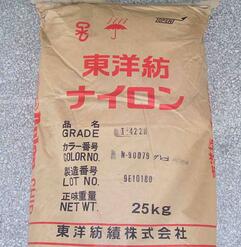 東洋紡
ナイロン
品名
GRADE T-422
カラー番号
COLOR NO. N-90079
製造番号
LOT NO. 9E10180
正味重量
NET WT. 25kg
東洋紡績株式会社